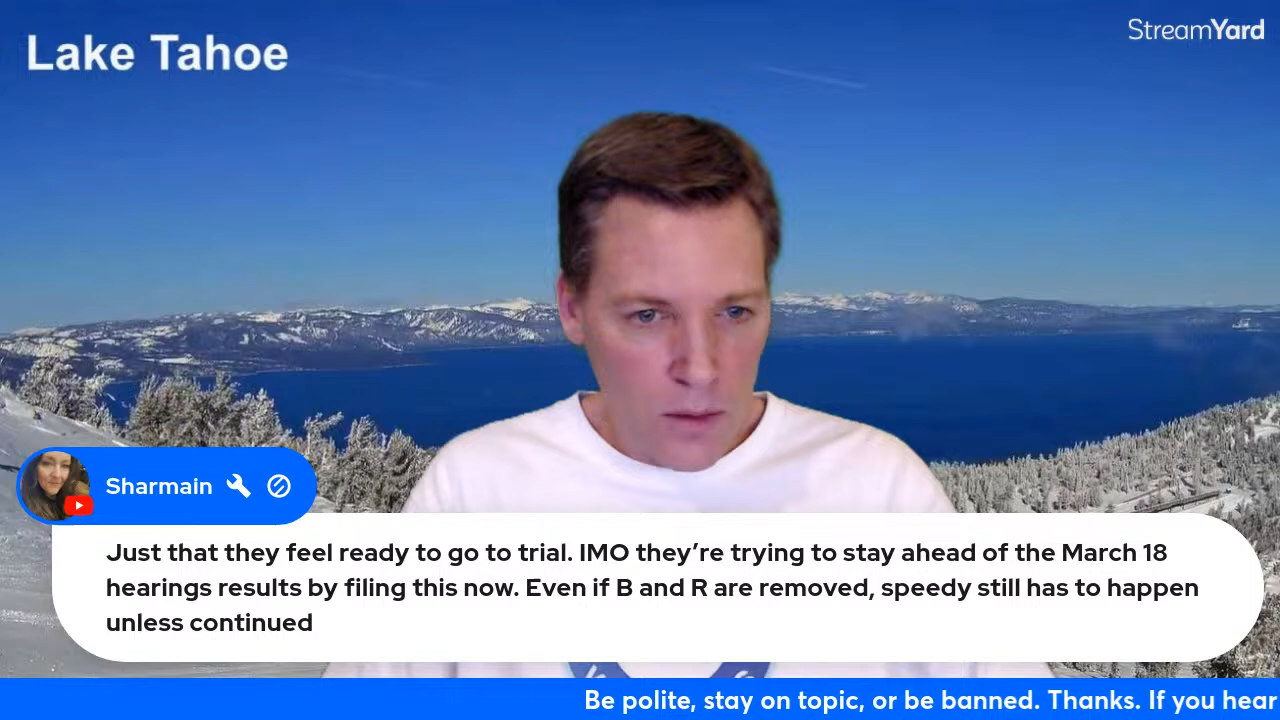 Lake Tahoe
StreamYard
Sharmain
Just that they feel ready to go to trial. IMO they’re trying to stay ahead of the March 18
hearings results by filing this now. Even if B and R are removed, speedy still has to happen
unless continued
Be polite, stay on topic, or be banned. Thanks. If you hear